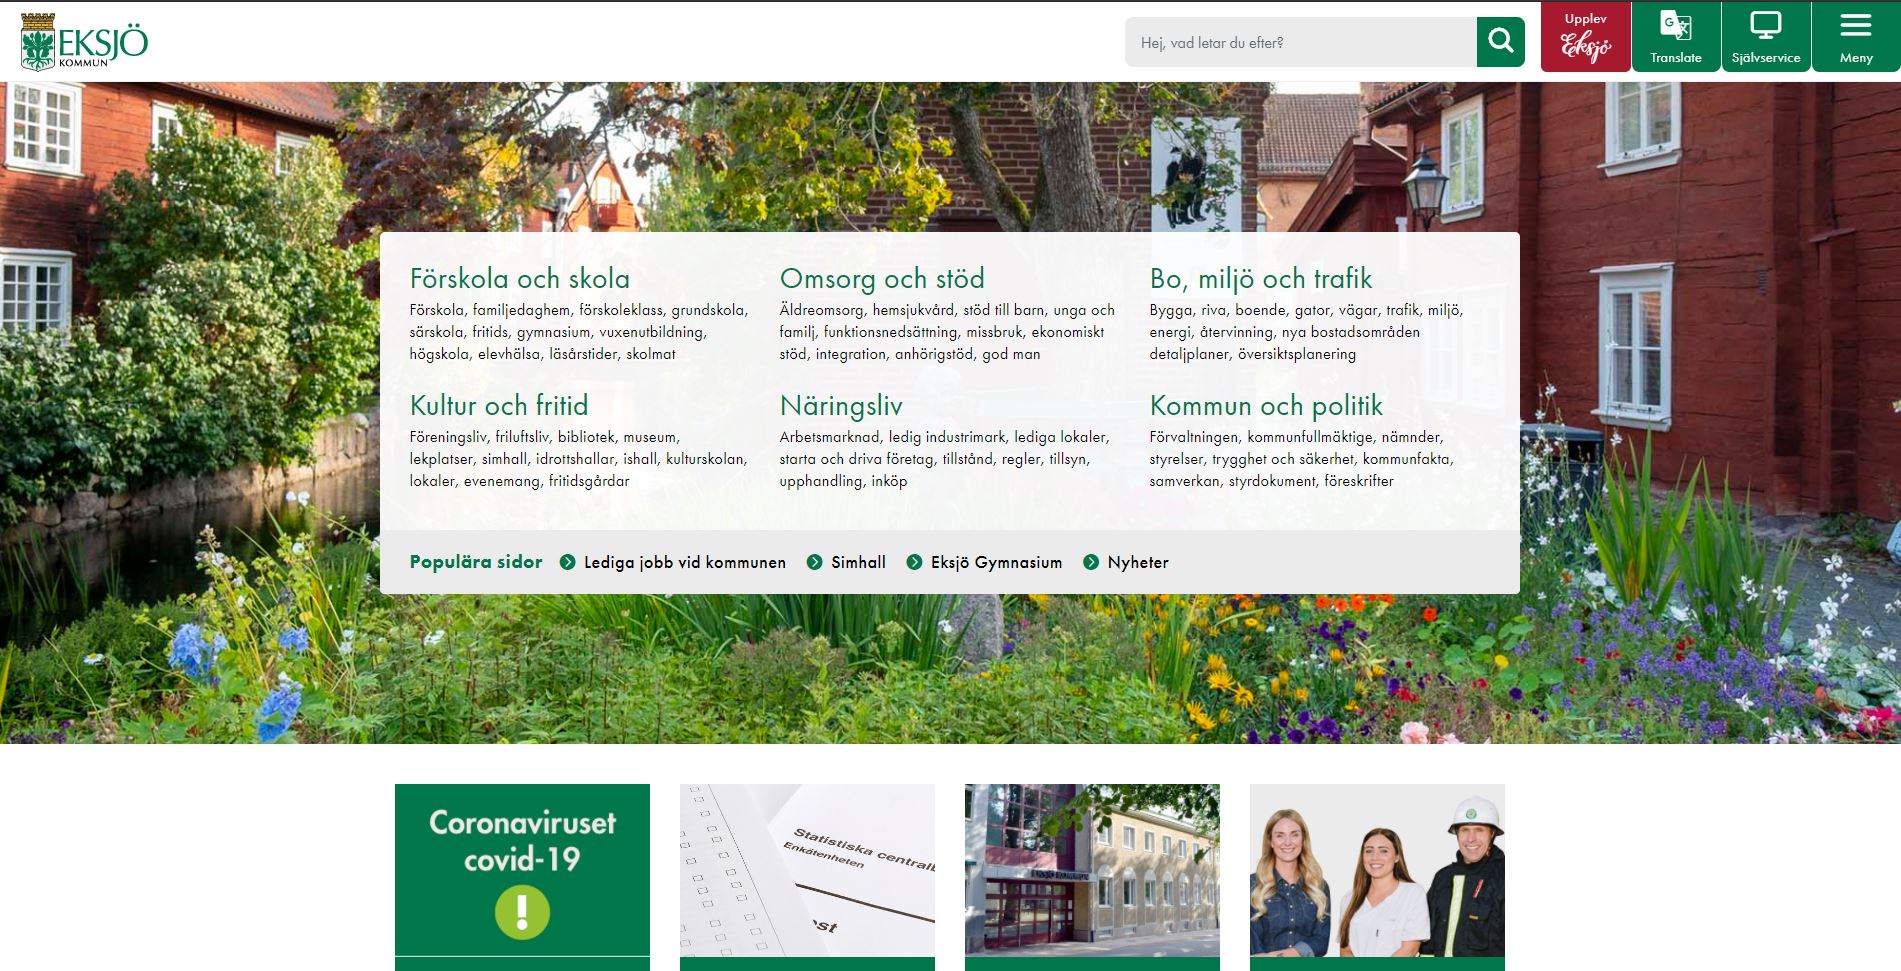 EKSJÖ
KOMMUN
Hej, vad letar du efter?
Upplev
Eksjö
Translate
Självservice
Meny
Förskola och skola
Förskola, familjedaghem, förskoleklass, grundskola,
särskola, fritids, gymnasium, vuxenutbildning,
högskola, elevhälsa, läsårstider, skolmat
Omsorg och stöd
Äldreomsorg, hemsjukvård, stöd till barn, unga och
familj, funktionsnedsättning, missbruk, ekonomiskt
stöd, integration, anhörigstöd, god man
Bo, miljö och trafik
Bygga, riva, boende, gator, vägar, trafik, miljö,
energi, återvinning, nya bostadsområden
detaljplaner, översiktsplanering
Kultur och fritid
Föreningsliv, friluftsliv, bibliotek, museum,
lekplatser, simhall, idrottshallar, ishall, kulturskolan,
lokaler, evenemang, fritidsgårdar
Näringsliv
Arbetsmarknad, ledig industrimark, lediga lokaler,
starta och driva företag, tillstånd, regler, tillsyn,
upphandling, inköp
Kommun och politik
Förvaltningen, kommunfullmäktige, nämnder,
styrelser, trygghet och säkerhet, kommunfakta,
samverkan, styrdokument, föreskrifter
Populära sidor Lediga jobb vid kommunen Simhall Eksjö Gymnasium Nyheter
Coronaviruset
covid-19
!
Statistiska centralb
Enkätenheten